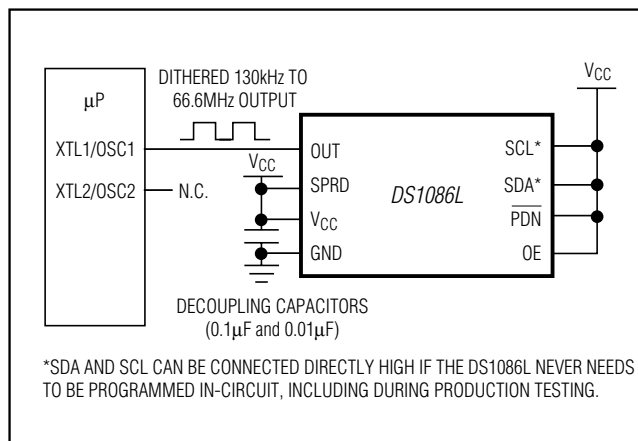 μP
XTL1/OSC1
XTL2/OSC2
N.C.
DITHERED 130kHz TO
66.6MHz OUTPUT
VCC
OUT
SPRD
VCC
GND
DS1086L
SCL*
SDA*
PDN
OE
VCC
DECOUPLING CAPACITORS
(0.1μF and 0.01μF)
*SDA AND SCL CAN BE CONNECTED DIRECTLY HIGH IF THE DS1086L NEVER NEEDS
TO BE PROGRAMMED IN-CIRCUIT, INCLUDING DURING PRODUCTION TESTING.